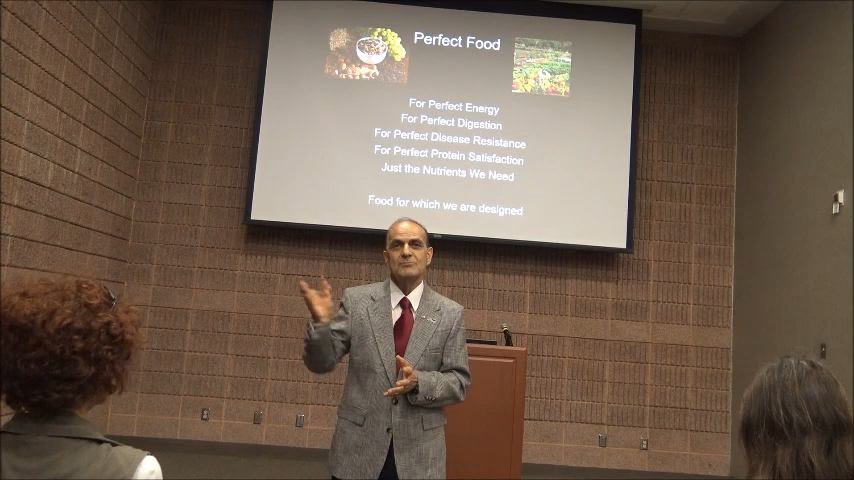 Perfect Food
For Perfect Energy
For Perfect Digestion
For Perfect Disease Resistance
For Perfect Protein Satisfaction
Just the Nutrients We Need
Food for which we are designed